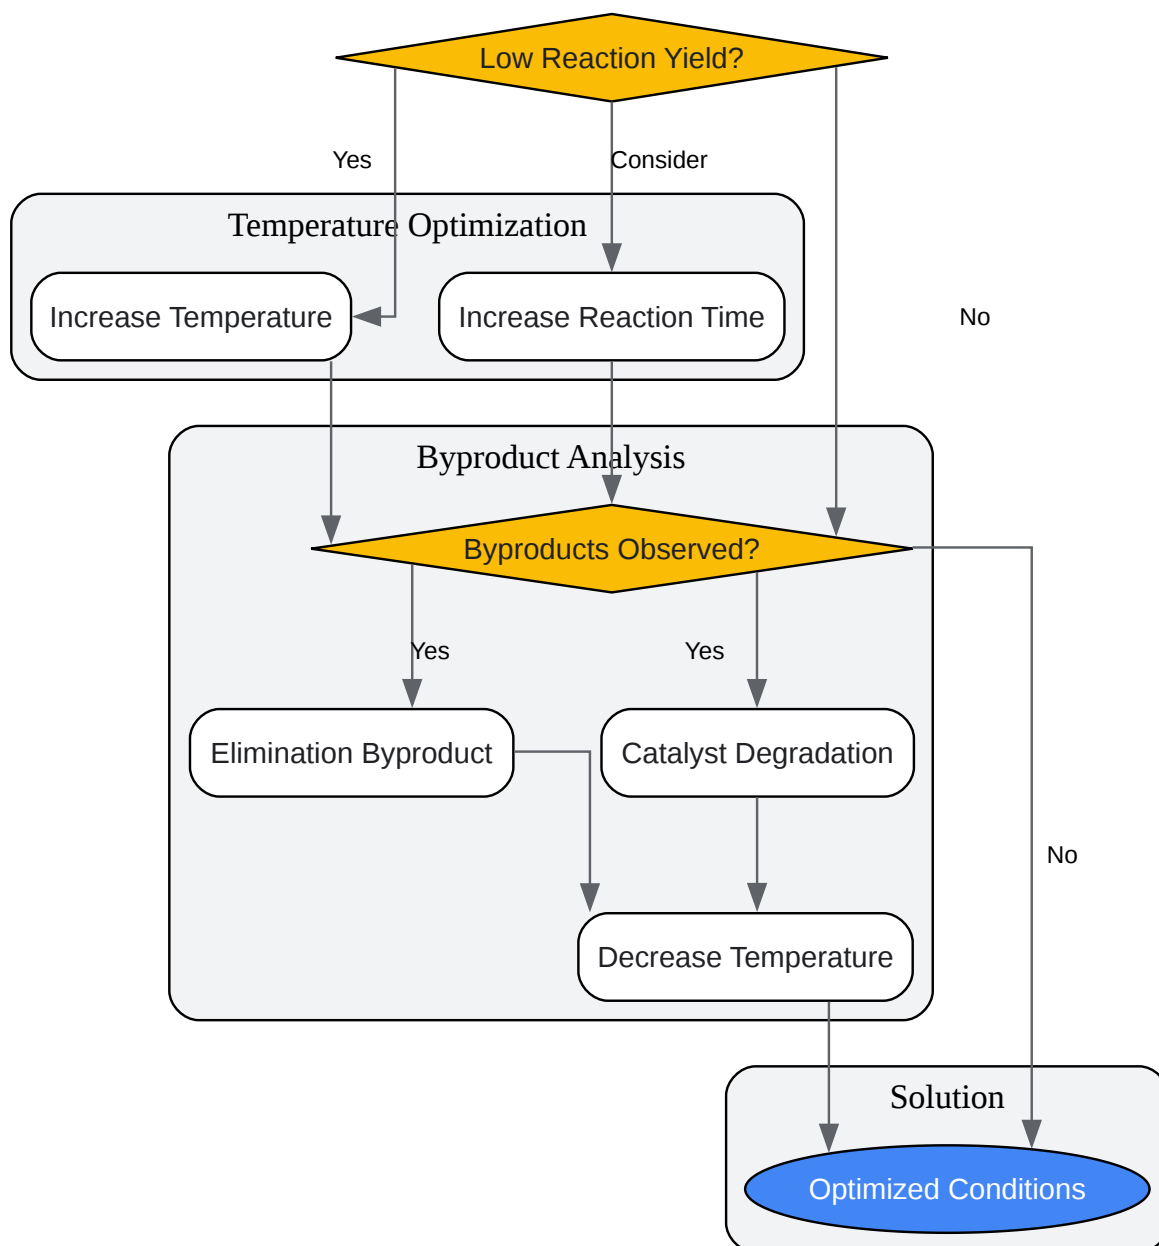 Low Reaction Yield?
Yes
Consider
Temperature Optimization
Increase Temperature
Increase Reaction Time
No
Byproduct Analysis
Byproducts Observed?
Yes
Yes
Elimination Byproduct
Catalyst Degradation
No
Decrease Temperature
Solution
Optimized Conditions